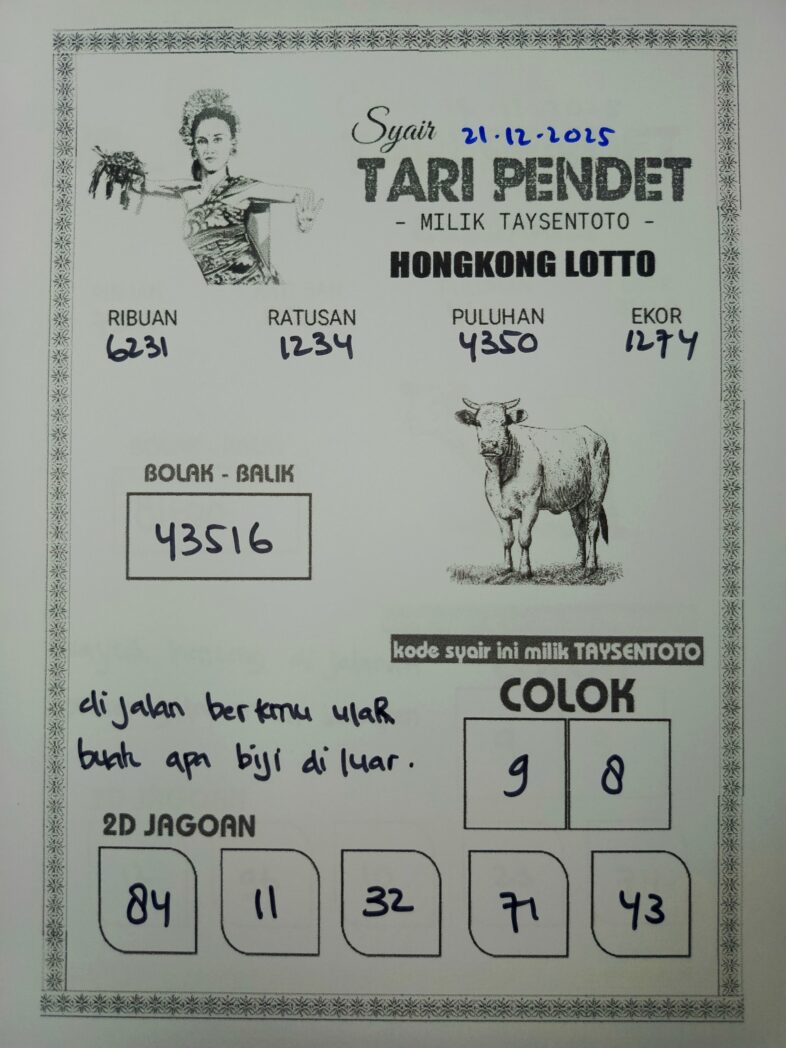 Syair 21.12.2025
TARI PENDET
- MILIK TAYSENTOTO -
HONGKONG LOTTO
RIBUAN RATUSAN PULUHAN EKOR
6231 1234 4350 1274
BOLAK - BALIK
43516
kode syair ini milik TAYSENTOTO
COLOK
9 8
di jalan bertemu ulaR
buah apa biji di luar.
2D JAGOAN
84 11 32 71 43